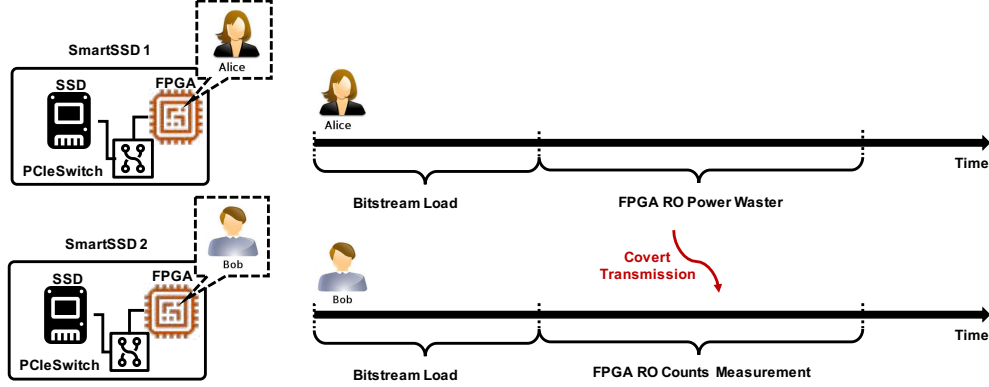 SmartSSD 1
Alice
SSD
FPGA
PCIeSwitch
Alice
Time
Bitstream Load
FPGA RO Power Waster
SmartSSD 2
Bob
SSD
FPGA
PCIeSwitch
Covert
Transmission
Bob
Time
Bitstream Load
FPGA RO Counts Measurement